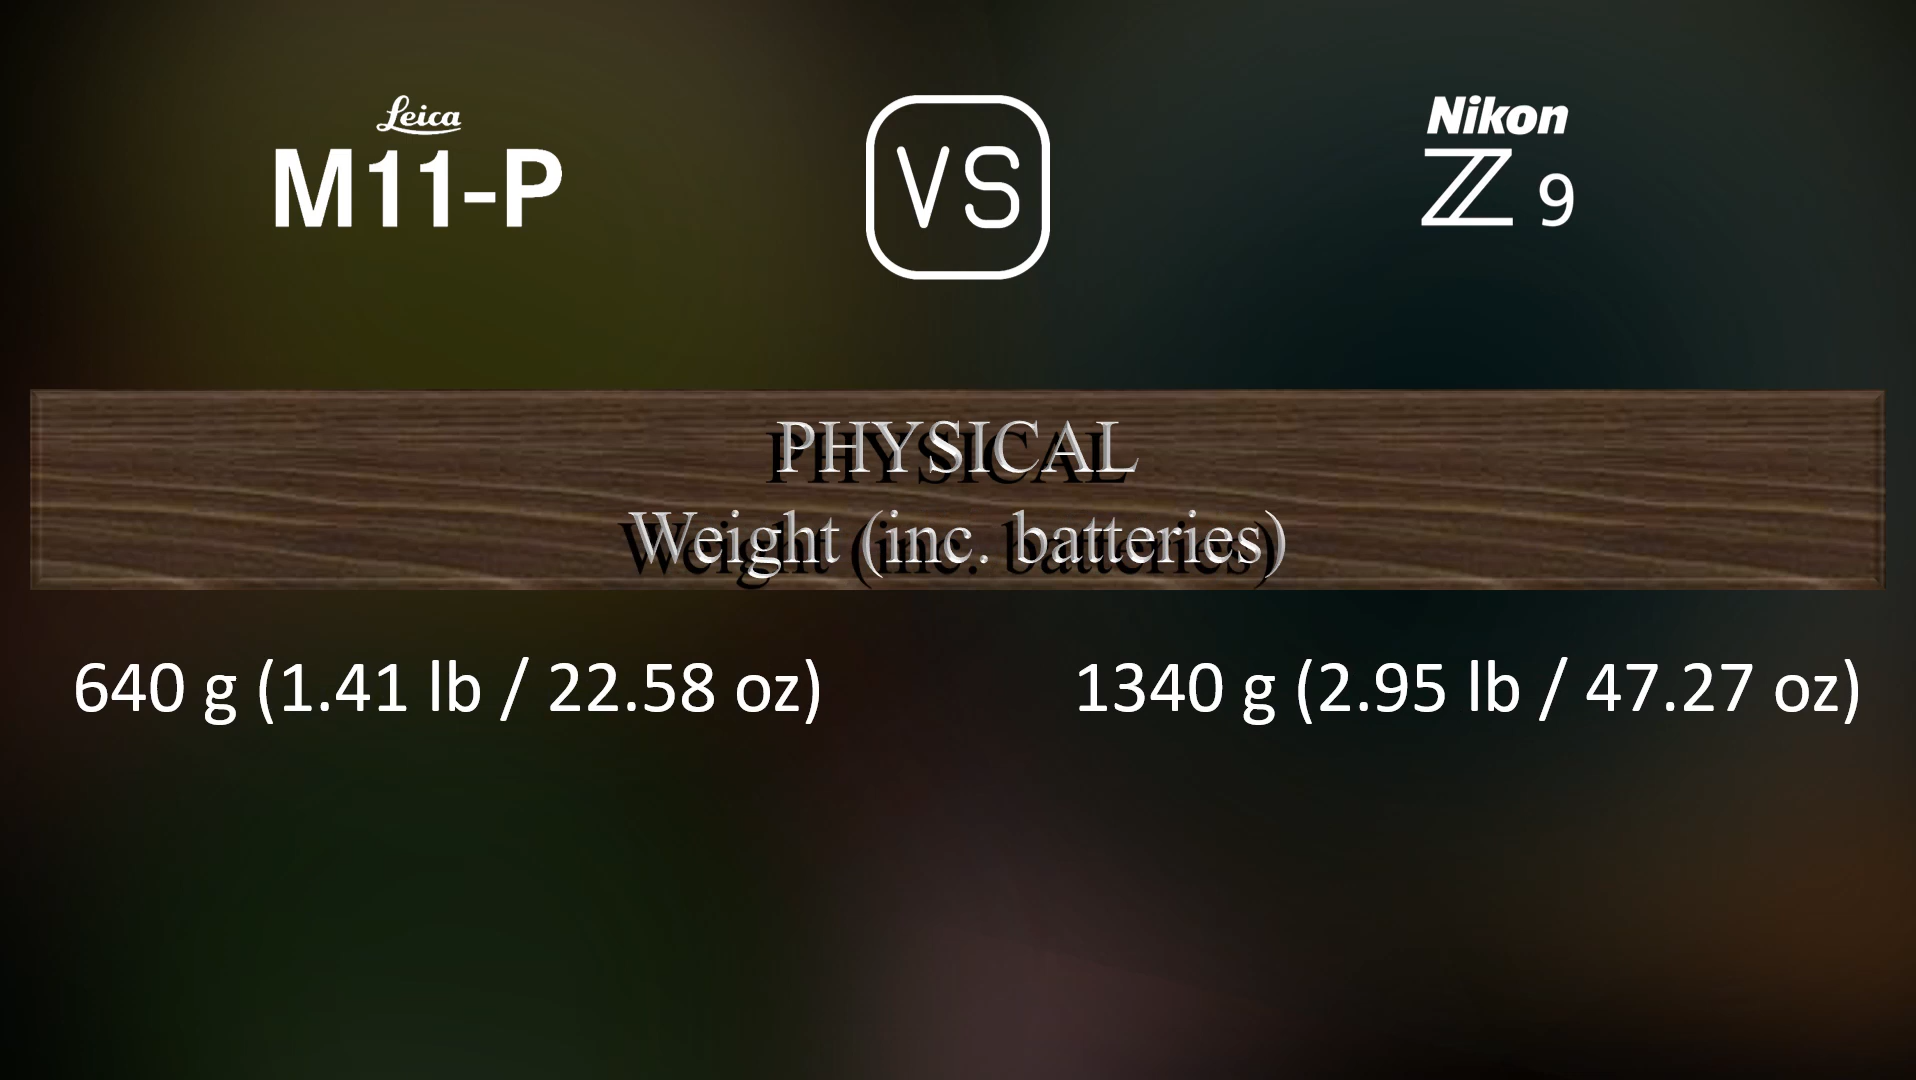 Leica
M11-P
VS
Nikon
Z 9
PHYSICAL
Weight (inc. batteries)
640 g (1.41 lb / 22.58 oz)
1340 g (2.95 lb / 47.27 oz)